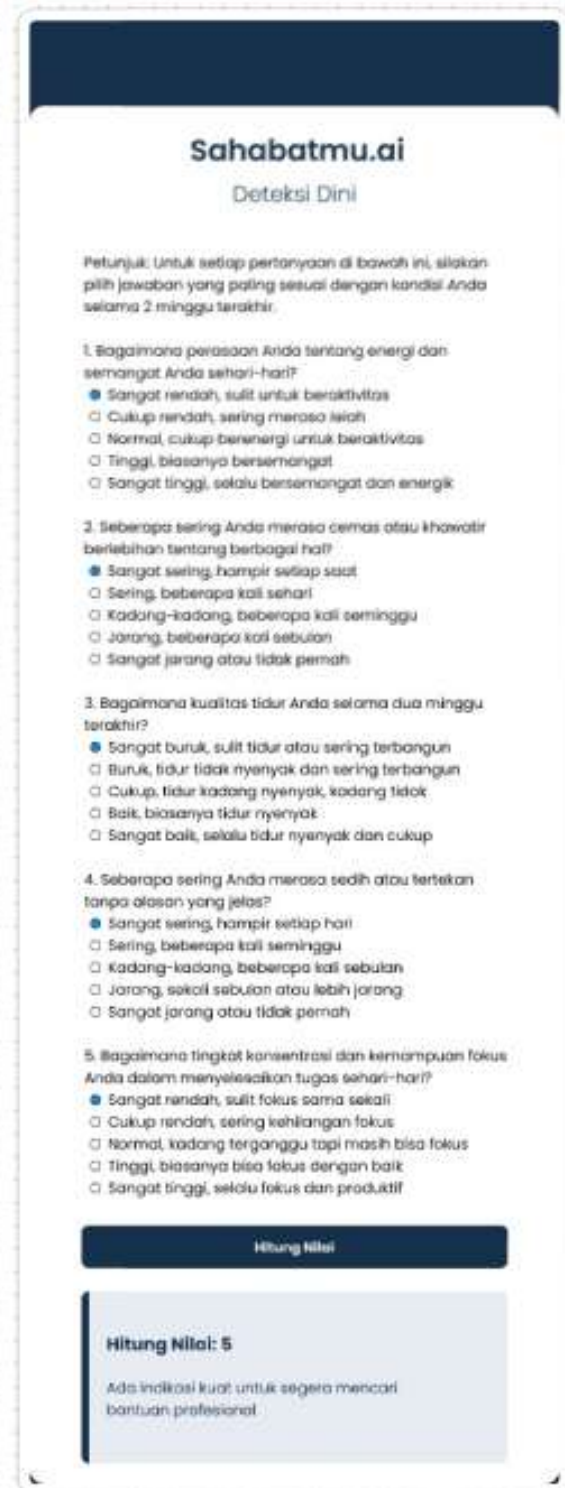 Sahabatmu.ai
Deteksi Dini
Petunjuk: Untuk setiap pertanyaan di bawah ini, silakan
pilih jawaban yang paling sesuai dengan kondisi Anda
selama 2 minggu terakhir.
1. Bagaimana perasaan Anda tentang energi dan
semangat Anda sehari-hari?
Sangat rendah, sulit untuk beraktivitas
Cukup rendah, sering merasa lelah
Normal, cukup berenergi untuk beraktivitas
Tinggi, biasanya bersemangat
Sangat tinggi, selalu bersemangat dan energik
2. Seberapa sering Anda merasa cemas atau khawatir
berlebihan tentang berbagai hal?
Sangat sering, hampir setiap saat
Sering, beberapa kali sehari
Kadang-kadang, beberapa kali seminggu
Jarang, beberapa kali sebulan
Sangat jarang atau tidak pernah
3. Bagaimana kualitas tidur Anda selama dua minggu
terakhir?
Sangat buruk, sulit tidur atau sering terbangun
Buruk, tidur tidak nyenyak dan sering terbangun
Cukup, tidur kadang nyenyak, kadang tidak
Baik, biasanya tidur nyenyak
Sangat baik, selalu tidur nyenyak dan cukup
4. Seberapa sering Anda merasa sedih atau tertekan
tanpa alasan yang jelas?
Sangat sering, hampir setiap hari
Sering, beberapa kali seminggu
Kadang-kadang, beberapa kali sebulan
Jarang, sekali sebulan atau lebih jarang
Sangat jarang atau tidak pernah
5. Bagaimana tingkat konsentrasi dan kemampuan fokus
Anda dalam menyelesaikan tugas sehari-hari?
Sangat rendah, sulit fokus sama sekali
Cukup rendah, sering kehilangan fokus
Normal, kadang terganggu tapi masih bisa fokus
Tinggi, biasanya bisa fokus dengan baik
Sangat tinggi, selalu fokus dan produktif
Hitung Nilai
Hitung Nilai: 5
Ada indikasi kuat untuk segera mencari
bantuan profesional